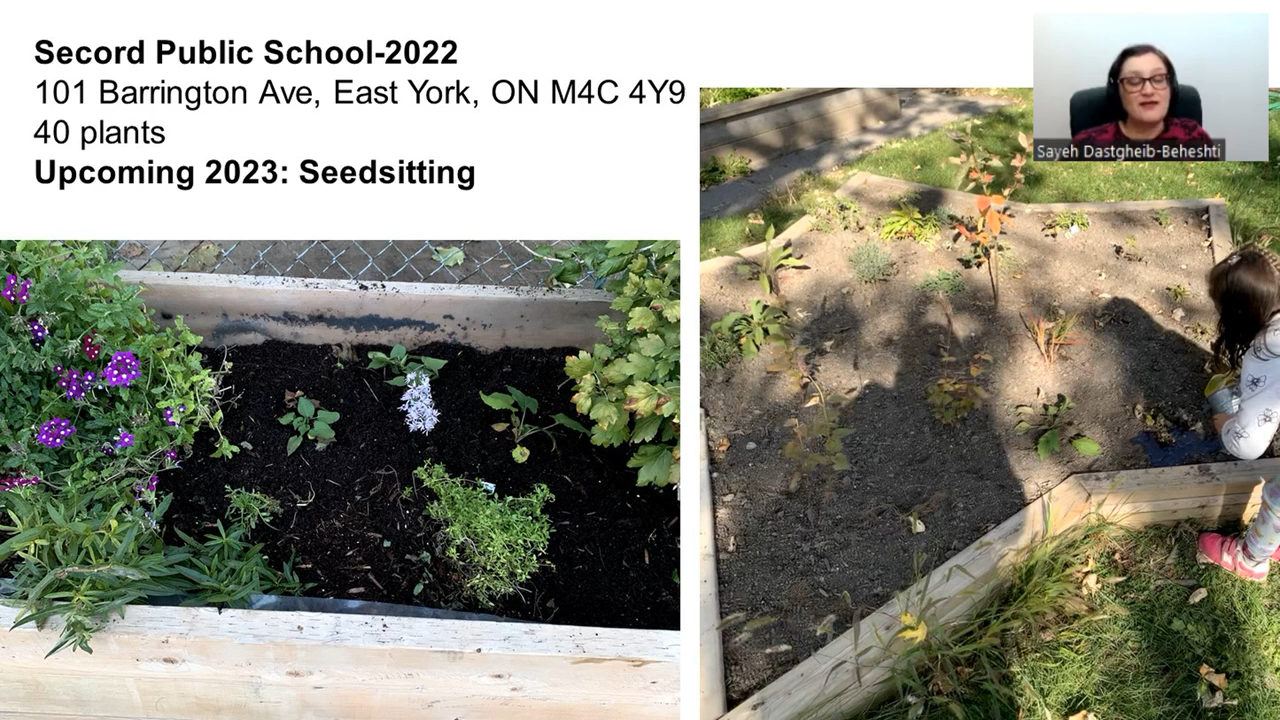 Secord Public School-2022
101 Barrington Ave, East York, ON M4C 4Y9
40 plants
Upcoming 2023: Seedsitting
Sayeh Dastgheib-Beheshti